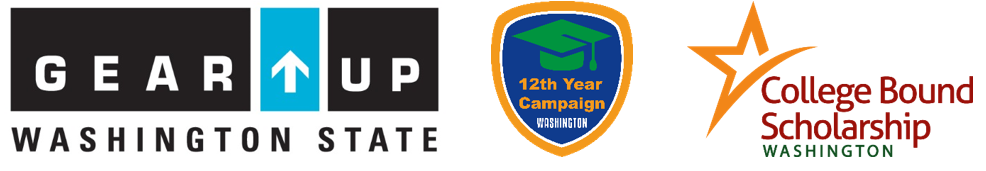 GEAR UP
WASHINGTON STATE
12th Year
Campaign
WASHINGTON
College Bound
Scholarship
WASHINGTON